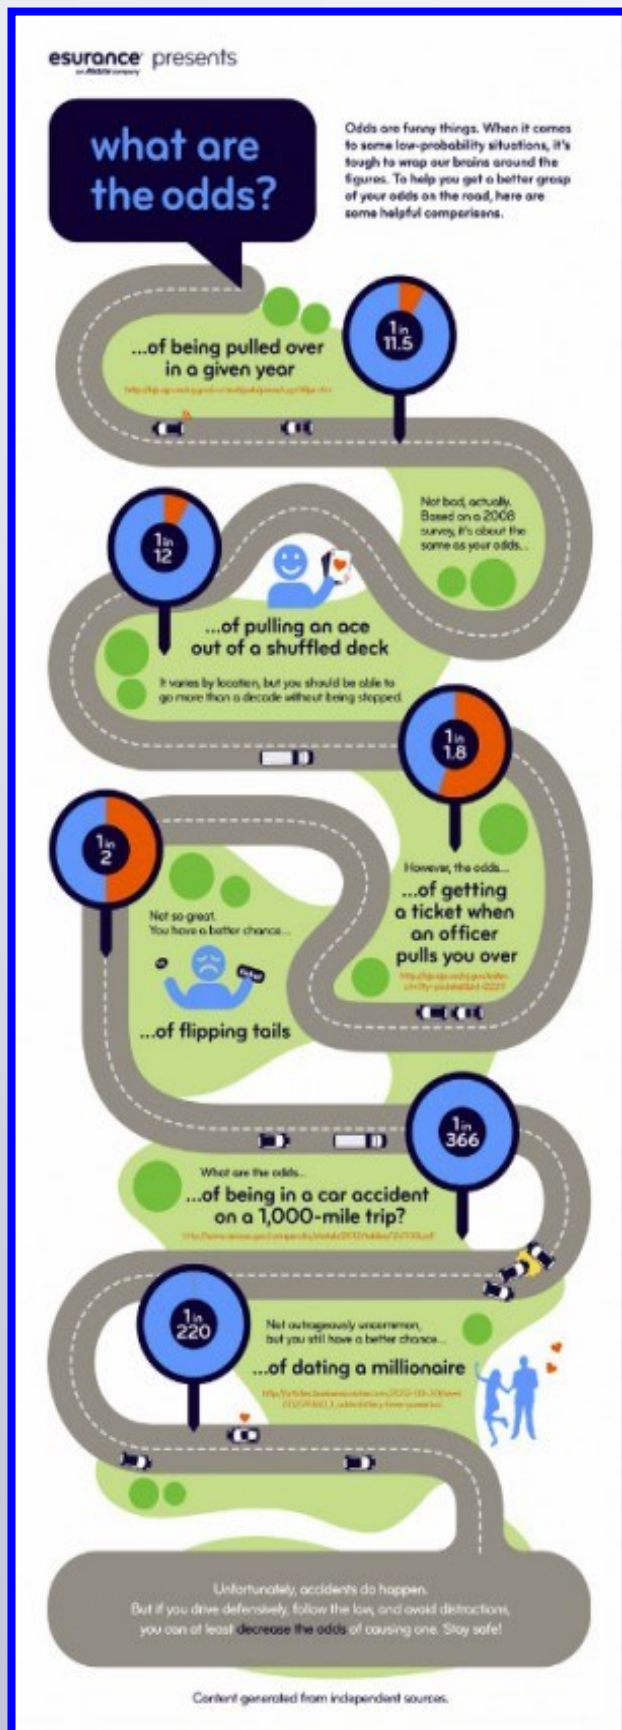 esurance presents
an Allstate company
what are
the odds?
Odds are funny things. When it comes
to some low-probability situations, it's
tough to wrap our brains around the
figures. To help you get a better grasp
of your odds on the road, here are
some helpful comparisons.
1 in
11.5
...of being pulled over
in a given year
Not bad, actually.
Based on a 2008
survey, it's about the
same as your odds...
1 in
12
...of pulling an ace
out of a shuffled deck
It varies by location, but you should be able to
go more than a decade without being stopped.
1 in
1.8
However, the odds...
...of getting
a ticket when
an officer
pulls you over
1 in
2
Not so great.
You have a better chance...
...of flipping tails
1 in
366
What are the odds...
...of being in a car accident
on a 1,000-mile trip?
1 in
220
Not outrageously uncommon,
but you still have a better chance...
...of dating a millionaire
Unfortunately, accidents do happen.
But if you drive defensively, follow the law, and avoid distractions,
you can at least decrease the odds of causing one. Stay safe!
Content generated from independent sources.